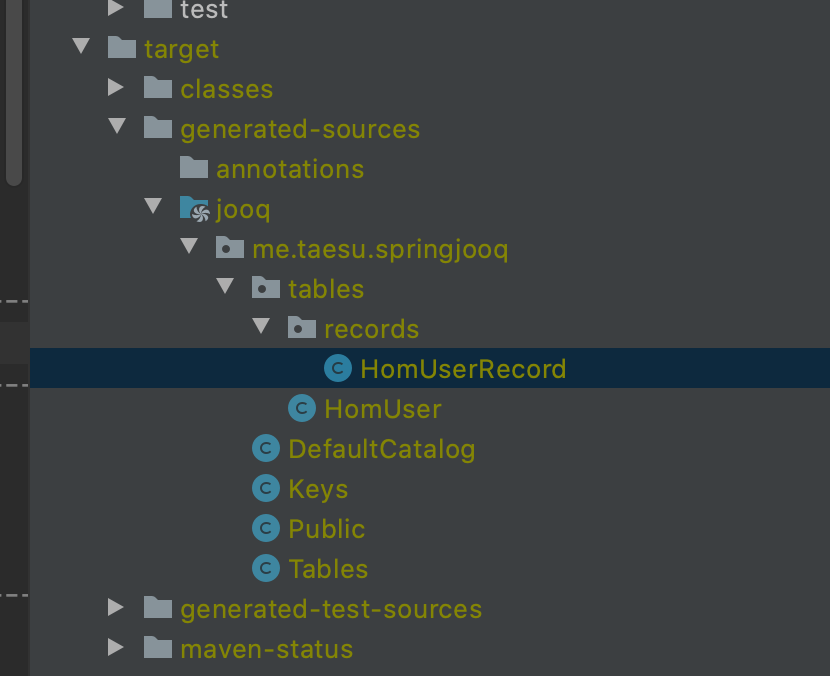 test
target
classes
generated-sources
annotations
jooq
me.taesu.springjooq
tables
records
HomUserRecord
HomUser
DefaultCatalog
Keys
Public
Tables
generated-test-sources
maven-status